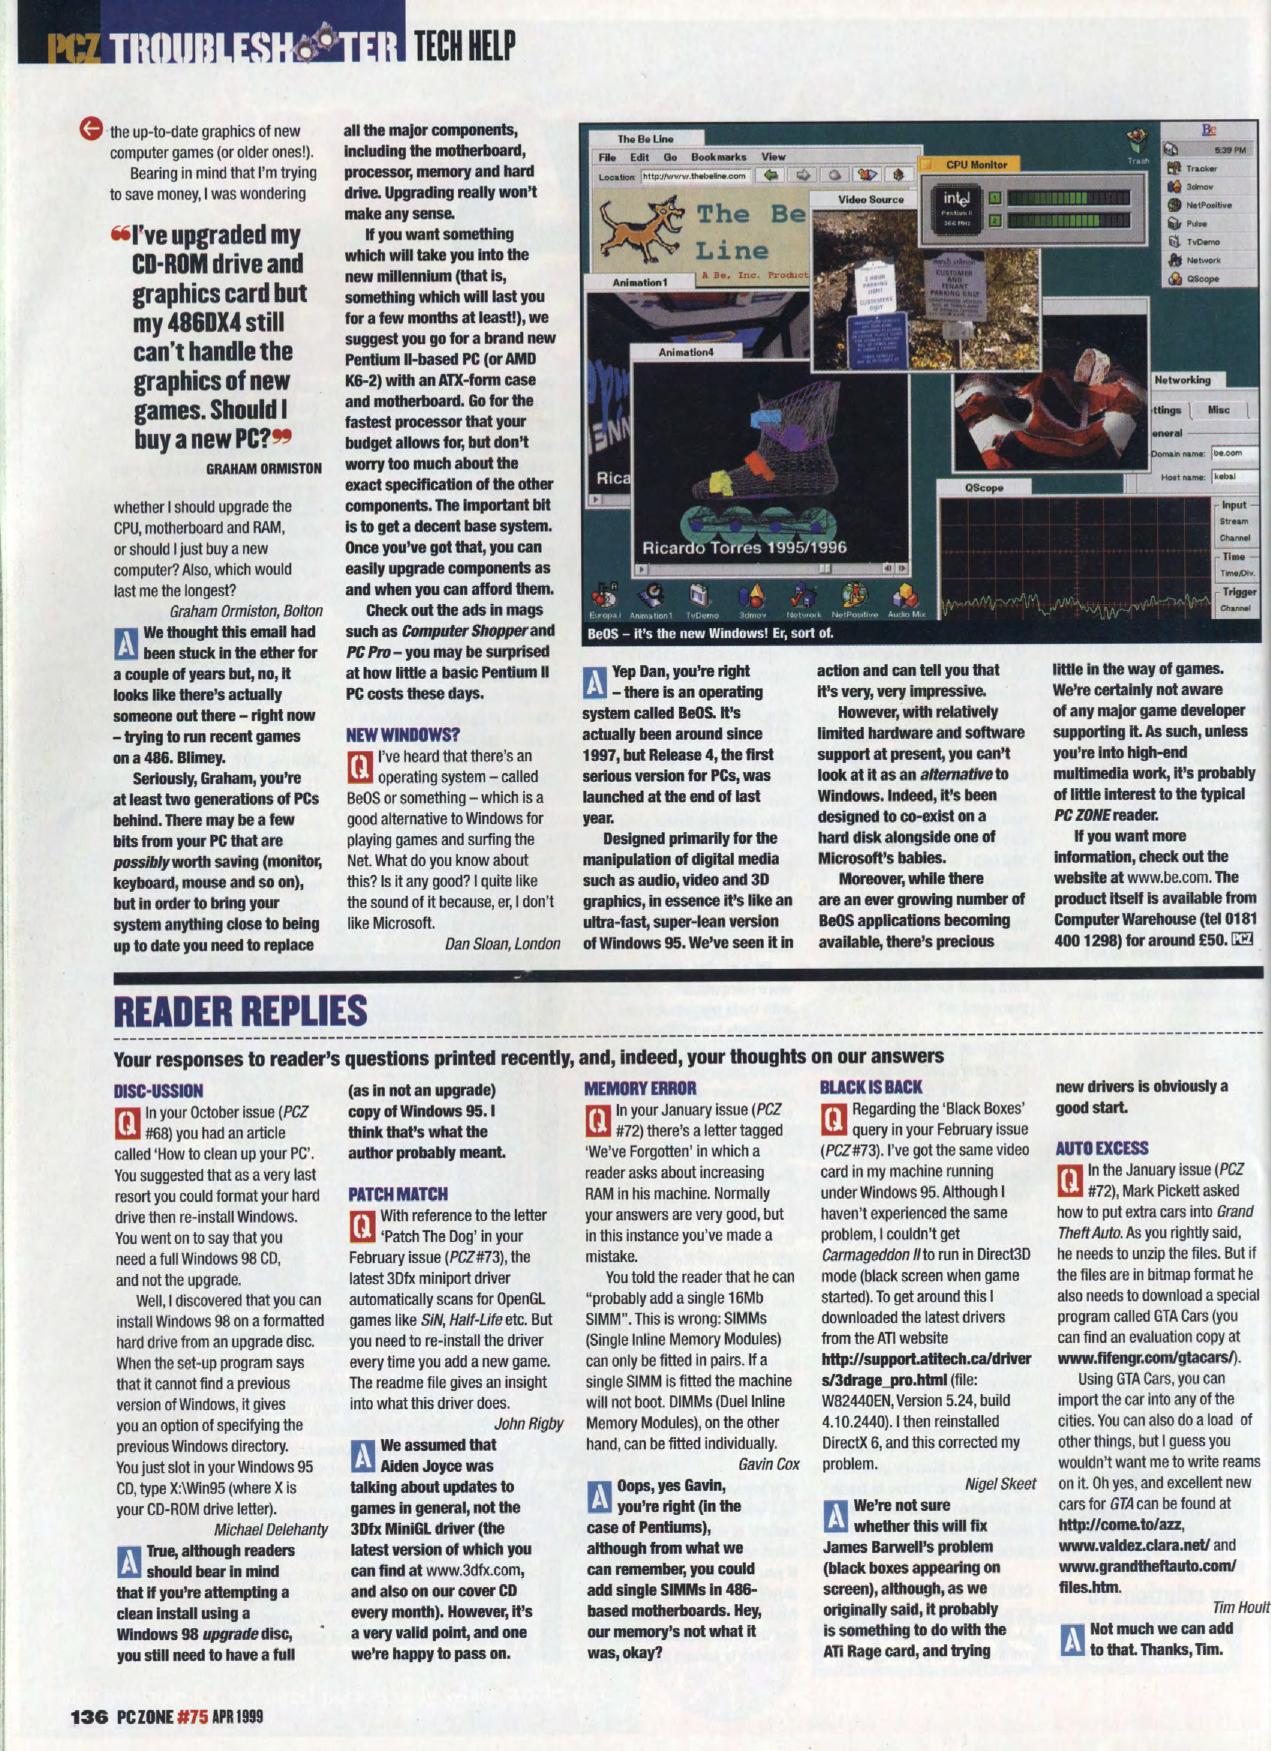 PCZ TROUBLESHOOTER TECH HELP
the up-to-date graphics of new
computer games (or older ones!).
Bearing in mind that I'm trying
to save money, I was wondering
❝I've upgraded my
CD-ROM drive and
graphics card but
my 486DX4 still
can't handle the
graphics of new
games. Should I
buy a new PC?❞
GRAHAM ORMISTON
whether I should upgrade the
CPU, motherboard and RAM,
or should I just buy a new
computer? Also, which would
last me the longest?
Graham Ormiston, Bolton
A We thought this email had
been stuck in the ether for
a couple of years but, no, it
looks like there's actually
someone out there – right now
– trying to run recent games
on a 486. Blimey.
Seriously, Graham, you're
at least two generations of PCs
behind. There may be a few
bits from your PC that are
possibly worth saving (monitor,
keyboard, mouse and so on),
but in order to bring your
system anything close to being
up to date you need to replace
all the major components,
including the motherboard,
processor, memory and hard
drive. Upgrading really won't
make any sense.
If you want something
which will take you into the
new millennium (that is,
something which will last you
for a few months at least!), we
suggest you go for a brand new
Pentium II-based PC (or AMD
K6-2) with an ATX-form case
and motherboard. Go for the
fastest processor that your
budget allows for, but don't
worry too much about the
exact specification of the other
components. The important bit
is to get a decent base system.
Once you've got that, you can
easily upgrade components as
and when you can afford them.
Check out the ads in mags
such as Computer Shopper and
PC Pro – you may be surprised
at how little a basic Pentium II
PC costs these days.
NEW WINDOWS?
Q I've heard that there's an
operating system – called
BeOS or something – which is a
good alternative to Windows for
playing games and surfing the
Net. What do you know about
this? Is it any good? I quite like
the sound of it because, er, I don't
like Microsoft.
Dan Sloan, London
The Be Line
File Edit Go Bookmarks View
Location: http://www.thebeline.com
The Be
Line
A Be, Inc. Product
Video Source
CPU Monitor
intel
Pentium II
366 MHz
1
2
Trash
Be
5:39 PM
Tracker
3dmov
NetPositive
Pulse
TvDemo
Network
QScope
2 HOUR
PARKING
CUSTOMERS
ONLY
CUSTOMER
AND
TENANT
PARKING ONLY
Animation1
Rica
Animation4
Ricardo Torres 1995/1996
Networking
ttings Misc
eneral
Domain name: be.com
Host name: kebai
QScope
Input
Stream
Channel
Time
Time/Div.
Trigger
Channel
Europa.i Animation1 TvDemo 3dmov Network NetPositive Audio Mix
BeOS – it's the new Windows! Er, sort of.
A Yep Dan, you're right
– there is an operating
system called BeOS. It's
actually been around since
1997, but Release 4, the first
serious version for PCs, was
launched at the end of last
year.
Designed primarily for the
manipulation of digital media
such as audio, video and 3D
graphics, in essence it's like an
ultra-fast, super-lean version
of Windows 95. We've seen it in
action and can tell you that
it's very, very impressive.
However, with relatively
limited hardware and software
support at present, you can't
look at it as an alternative to
Windows. Indeed, it's been
designed to co-exist on a
hard disk alongside one of
Microsoft's babies.
Moreover, while there
are an ever growing number of
BeOS applications becoming
available, there's precious
little in the way of games.
We're certainly not aware
of any major game developer
supporting it. As such, unless
you're into high-end
multimedia work, it's probably
of little interest to the typical
PC ZONE reader.
If you want more
information, check out the
website at www.be.com. The
product itself is available from
Computer Warehouse (tel 0181
400 1298) for around £50. PCZ
READER REPLIES
Your responses to reader's questions printed recently, and, indeed, your thoughts on our answers
DISC-USSION
Q In your October issue (PCZ
#68) you had an article
called 'How to clean up your PC'.
You suggested that as a very last
resort you could format your hard
drive then re-install Windows.
You went on to say that you
need a full Windows 98 CD,
and not the upgrade.
Well, I discovered that you can
install Windows 98 on a formatted
hard drive from an upgrade disc.
When the set-up program says
that it cannot find a previous
version of Windows, it gives
you an option of specifying the
previous Windows directory.
You just slot in your Windows 95
CD, type X:\Win95 (where X is
your CD-ROM drive letter).
Michael Delehanty
A True, although readers
should bear in mind
that if you're attempting a
clean install using a
Windows 98 upgrade disc,
you still need to have a full
(as in not an upgrade)
copy of Windows 95. I
think that's what the
author probably meant.
PATCH MATCH
Q With reference to the letter
'Patch The Dog' in your
February issue (PCZ #73), the
latest 3Dfx miniport driver
automatically scans for OpenGL
games like SiN, Half-Life etc. But
you need to re-install the driver
every time you add a new game.
The readme file gives an insight
into what this driver does.
John Rigby
A We assumed that
Aiden Joyce was
talking about updates to
games in general, not the
3Dfx MiniGL driver (the
latest version of which you
can find at www.3dfx.com,
and also on our cover CD
every month). However, it's
a very valid point, and one
we're happy to pass on.
MEMORY ERROR
Q In your January issue (PCZ
#72) there's a letter tagged
'We've Forgotten' in which a
reader asks about increasing
RAM in his machine. Normally
your answers are very good, but
in this instance you've made a
mistake.
You told the reader that he can
"probably add a single 16Mb
SIMM". This is wrong: SIMMs
(Single Inline Memory Modules)
can only be fitted in pairs. If a
single SIMM is fitted the machine
will not boot. DIMMs (Duel Inline
Memory Modules), on the other
hand, can be fitted individually.
Gavin Cox
A Oops, yes Gavin,
you're right (in the
case of Pentiums),
although from what we
can remember, you could
add single SIMMs in 486-
based motherboards. Hey,
our memory's not what it
was, okay?
BLACK IS BACK
Q Regarding the 'Black Boxes'
query in your February issue
(PCZ #73). I've got the same video
card in my machine running
under Windows 95. Although I
haven't experienced the same
problem, I couldn't get
Carmageddon II to run in Direct3D
mode (black screen when game
started). To get around this I
downloaded the latest drivers
from the ATI website
http://support.atitech.ca/driver
s/3drage_pro.html (file:
W82440EN, Version 5.24, build
4.10.2440). I then reinstalled
DirectX 6, and this corrected my
problem.
Nigel Skeet
A We're not sure
whether this will fix
James Barwell's problem
(black boxes appearing on
screen), although, as we
originally said, it probably
is something to do with the
ATi Rage card, and trying
new drivers is obviously a
good start.
AUTO EXCESS
Q In the January issue (PCZ
#72), Mark Pickett asked
how to put extra cars into Grand
Theft Auto. As you rightly said,
he needs to unzip the files. But if
the files are in bitmap format he
also needs to download a special
program called GTA Cars (you
can find an evaluation copy at
www.fifengr.com/gtacars/).
Using GTA Cars, you can
import the car into any of the
cities. You can also do a load of
other things, but I guess you
wouldn't want me to write reams
on it. Oh yes, and excellent new
cars for GTA can be found at
http://come.to/azz,
www.valdez.clara.net/ and
www.grandtheftauto.com/
files.htm.
Tim Hoult
A Not much we can add
to that. Thanks, Tim.
136 PC ZONE #75 APR 1999